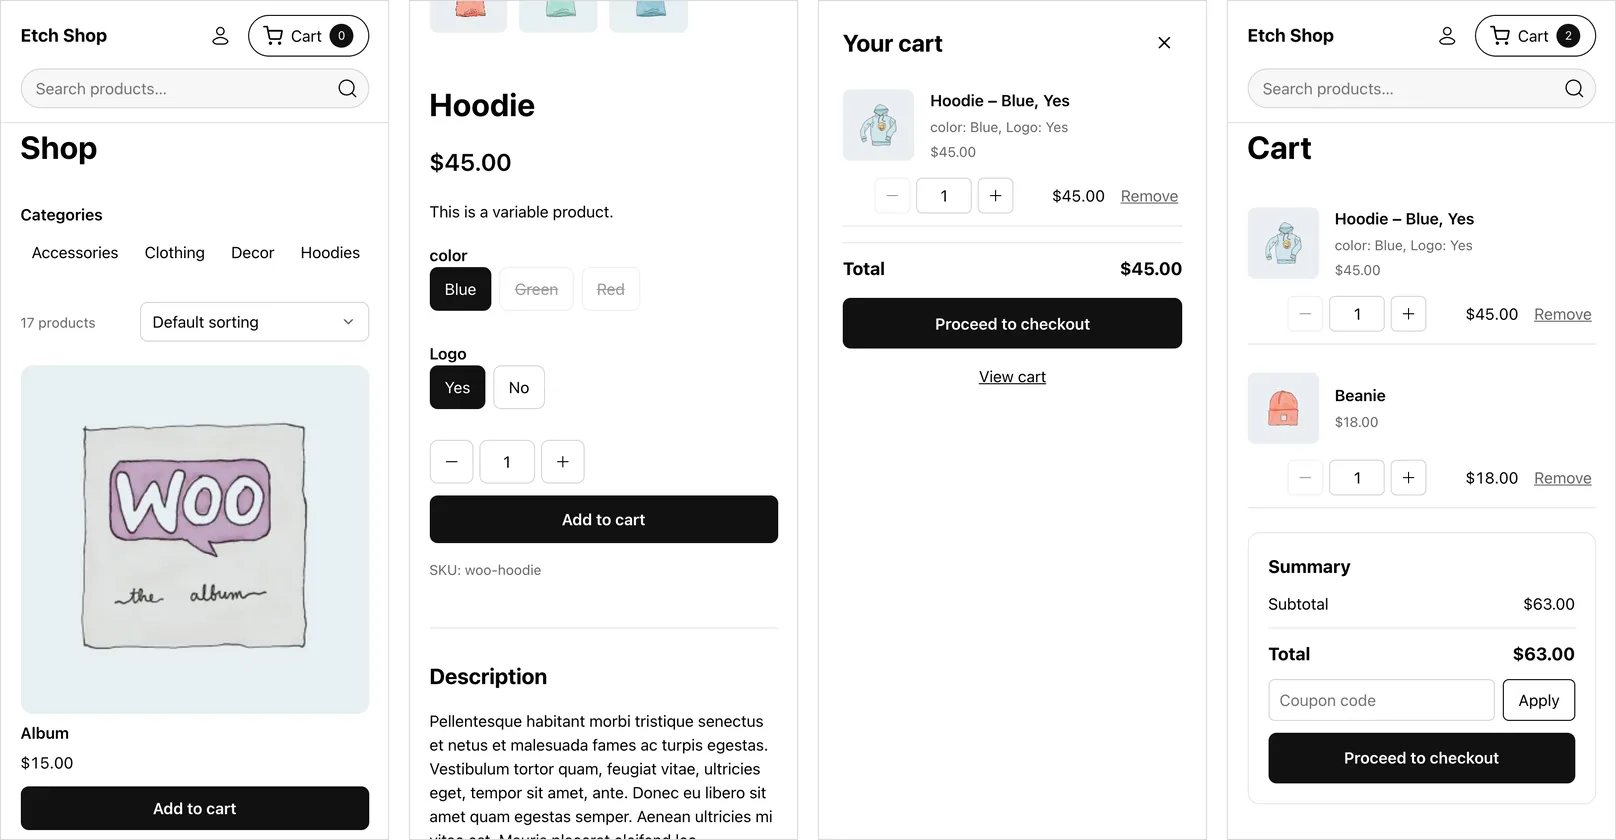 Etch Shop
Cart 0
Search products...
Shop
Categories
Accessories Clothing Decor Hoodies
17 products Default sorting
WOO
the album
Album
$15.00
Add to cart
Hoodie
$45.00
This is a variable product.
color
Blue Green Red
Logo
Yes No
− 1 +
Add to cart
SKU: woo-hoodie
Description
Pellentesque habitant morbi tristique senectus
et netus et malesuada fames ac turpis egestas.
Vestibulum tortor quam, feugiat vitae, ultricies
eget, tempor sit amet, ante. Donec eu libero sit
amet quam egestas semper. Aenean ultricies mi
Your cart
Hoodie – Blue, Yes
color: Blue, Logo: Yes
$45.00
− 1 + $45.00 Remove
Total $45.00
Proceed to checkout
View cart
Etch Shop
Cart 2
Search products...
Cart
Hoodie – Blue, Yes
color: Blue, Logo: Yes
$45.00
− 1 + $45.00 Remove
Beanie
$18.00
− 1 + $18.00 Remove
Summary
Subtotal $63.00
Total $63.00
Coupon code Apply
Proceed to checkout